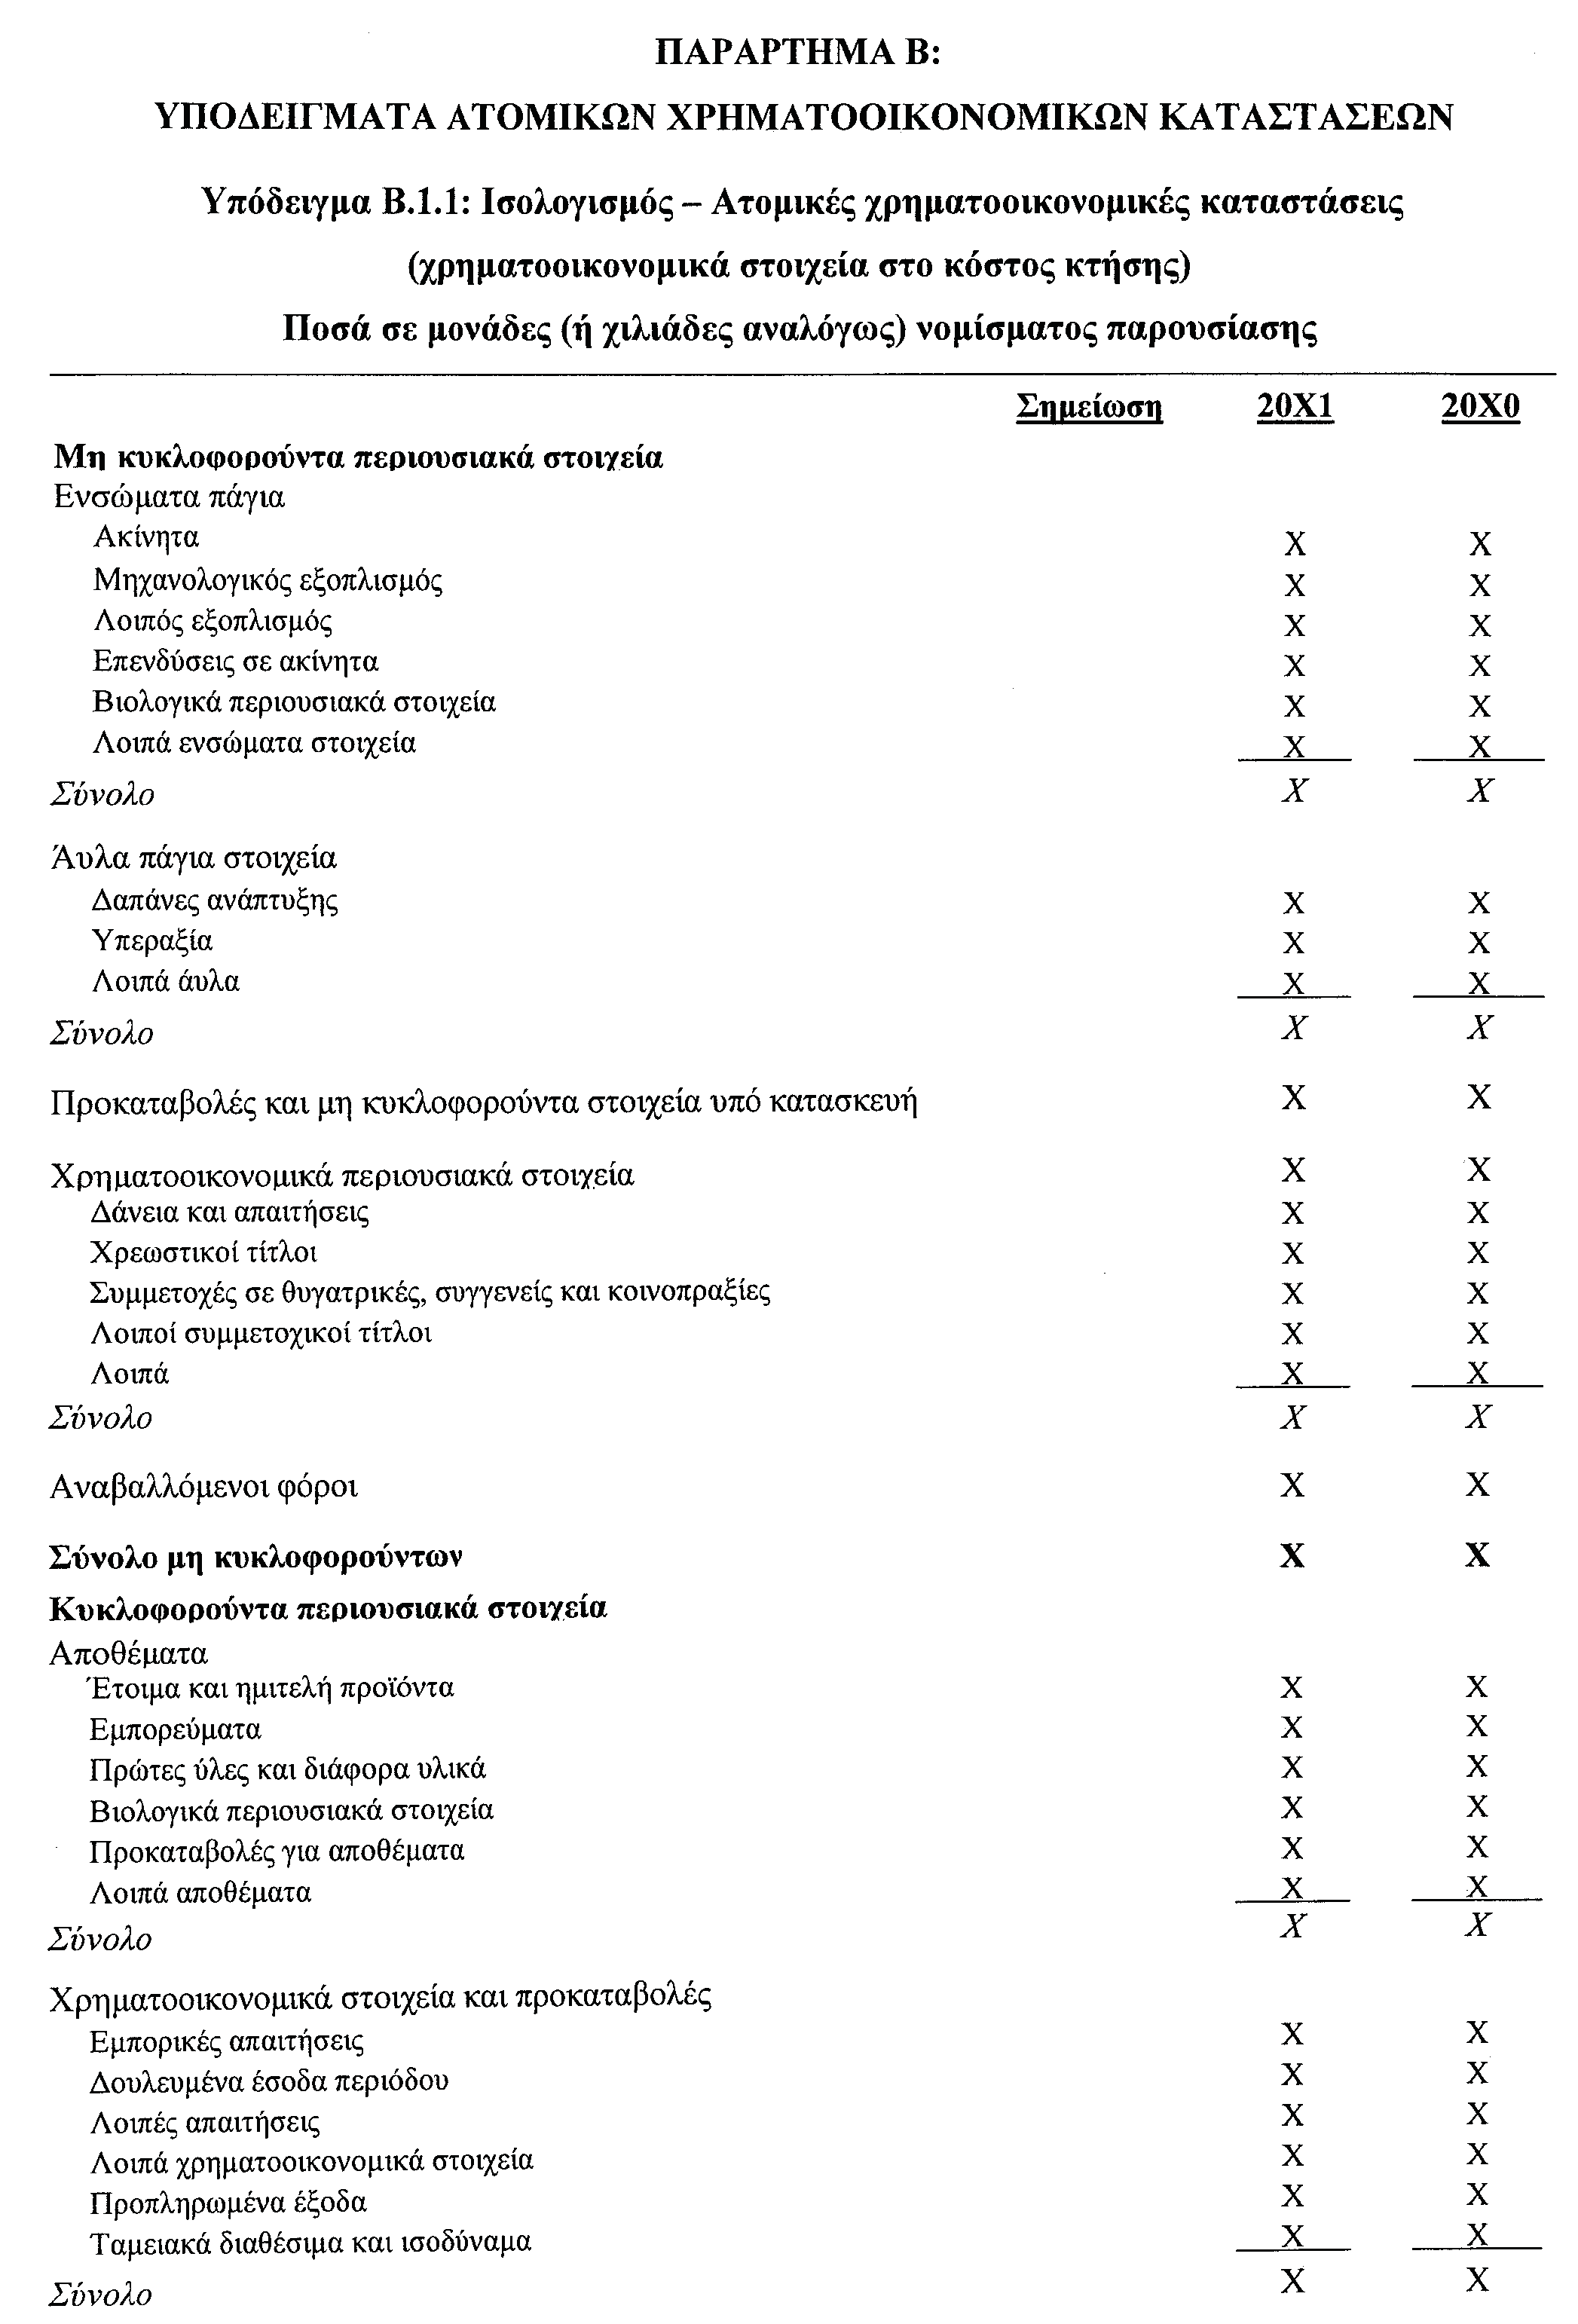 ΠΑΡΑΡΤΗΜΑ Β:
ΥΠΟΔΕΙΓΜΑΤΑ ΑΤΟΜΙΚΩΝ ΧΡΗΜΑΤΟΟΙΚΟΝΟΜΙΚΩΝ ΚΑΤΑΣΤΑΣΕΩΝ
Υπόδειγμα Β.1.1: Ισολογισμός – Ατομικές χρηματοοικονομικές καταστάσεις
(χρηματοοικονομικά στοιχεία στο κόστος κτήσης)
Ποσά σε μονάδες (ή χιλιάδες αναλόγως) νομίσματος παρουσίασης
Σημείωση 20Χ1 20Χ0
Μη κυκλοφορούντα περιουσιακά στοιχεία
Ενσώματα πάγια
Ακίνητα Χ Χ
Μηχανολογικός εξοπλισμός Χ Χ
Λοιπός εξοπλισμός Χ Χ
Επενδύσεις σε ακίνητα Χ Χ
Βιολογικά περιουσιακά στοιχεία Χ Χ
Λοιπά ενσώματα στοιχεία Χ Χ
Σύνολο Χ Χ
Άυλα πάγια στοιχεία
Δαπάνες ανάπτυξης Χ Χ
Υπεραξία Χ Χ
Λοιπά άυλα Χ Χ
Σύνολο Χ Χ
Προκαταβολές και μη κυκλοφορούντα στοιχεία υπό κατασκευή Χ Χ
Χρηματοοικονομικά περιουσιακά στοιχεία Χ Χ
Δάνεια και απαιτήσεις Χ Χ
Χρεωστικοί τίτλοι Χ Χ
Συμμετοχές σε θυγατρικές, συγγενείς και κοινοπραξίες Χ Χ
Λοιποί συμμετοχικοί τίτλοι Χ Χ
Λοιπά Χ Χ
Σύνολο Χ Χ
Αναβαλλόμενοι φόροι Χ Χ
Σύνολο μη κυκλοφορούντων Χ Χ
Κυκλοφορούντα περιουσιακά στοιχεία
Αποθέματα
Έτοιμα και ημιτελή προϊόντα Χ Χ
Εμπορεύματα Χ Χ
Πρώτες ύλες και διάφορα υλικά Χ Χ
Βιολογικά περιουσιακά στοιχεία Χ Χ
Προκαταβολές για αποθέματα Χ Χ
Λοιπά αποθέματα Χ Χ
Σύνολο Χ Χ
Χρηματοοικονομικά στοιχεία και προκαταβολές
Εμπορικές απαιτήσεις Χ Χ
Δουλευμένα έσοδα περιόδου Χ Χ
Λοιπές απαιτήσεις Χ Χ
Λοιπά χρηματοοικονομικά στοιχεία Χ Χ
Προπληρωμένα έξοδα Χ Χ
Ταμειακά διαθέσιμα και ισοδύναμα Χ Χ
Σύνολο Χ Χ